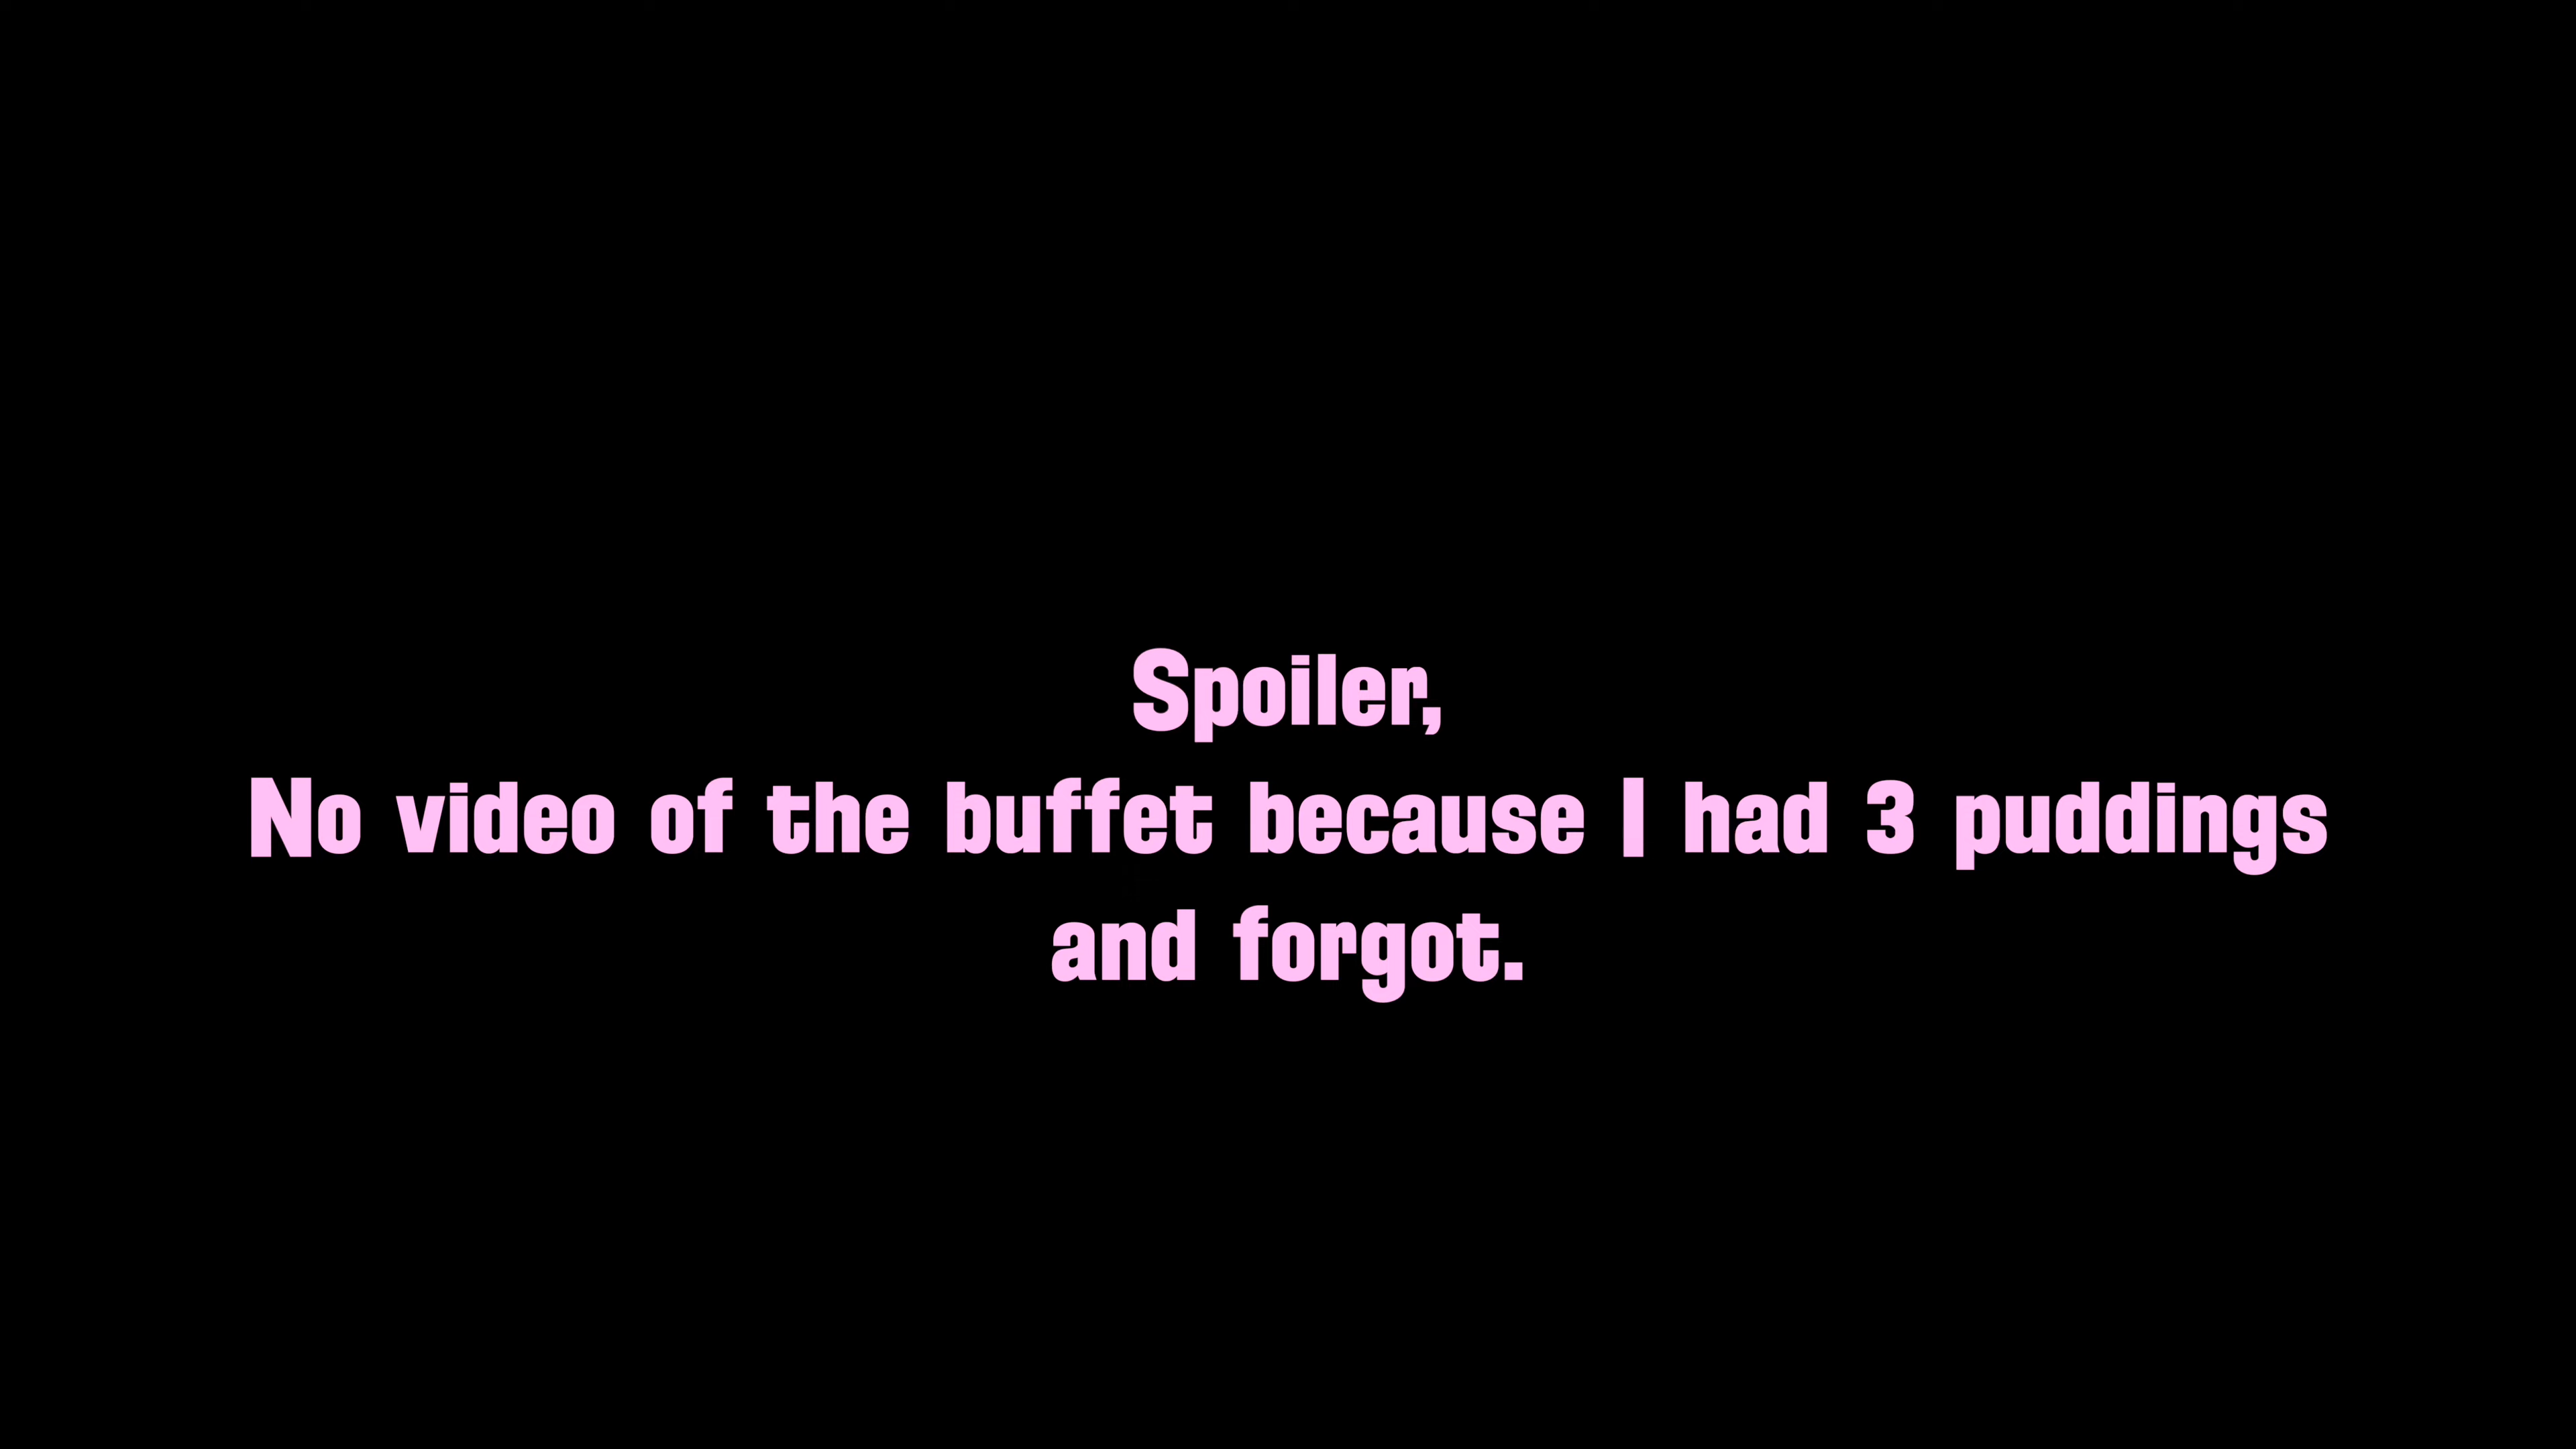 Spoiler,
No video of the buffet because I had 3 puddings
and forgot.